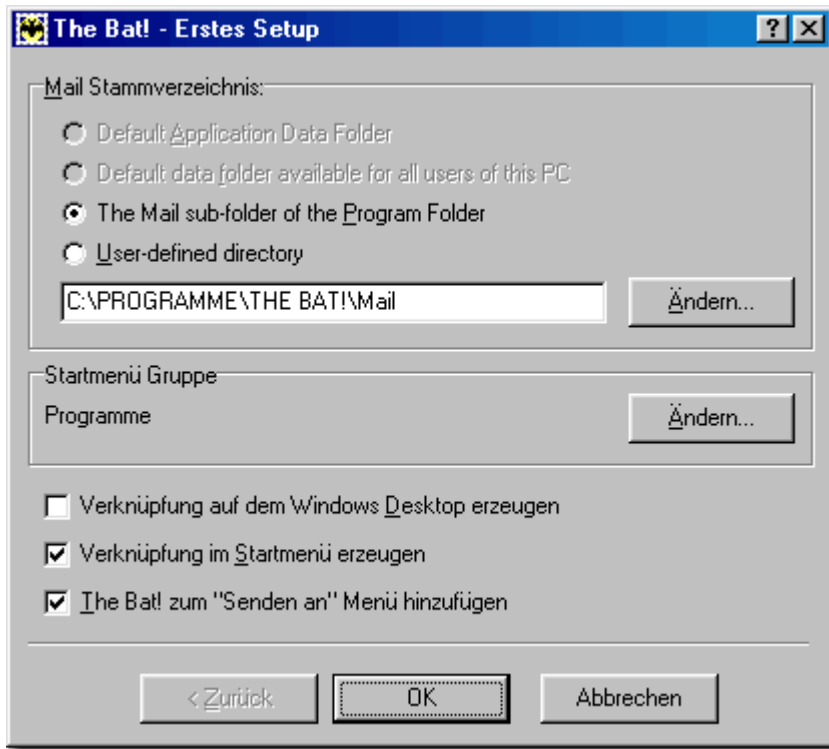 The Bat! - Erstes Setup
Mail Stammverzeichnis:
Default Application Data Folder
Default data folder available for all users of this PC
The Mail sub-folder of the Program Folder
User-defined directory
C:\PROGRAMME\THE BAT!\Mail
Ändern...
Startmenü Gruppe
Programme
Ändern...
Verknüpfung auf dem Windows Desktop erzeugen
Verknüpfung im Startmenü erzeugen
The Bat! zum "Senden an" Menü hinzufügen
< Zurück
OK
Abbrechen